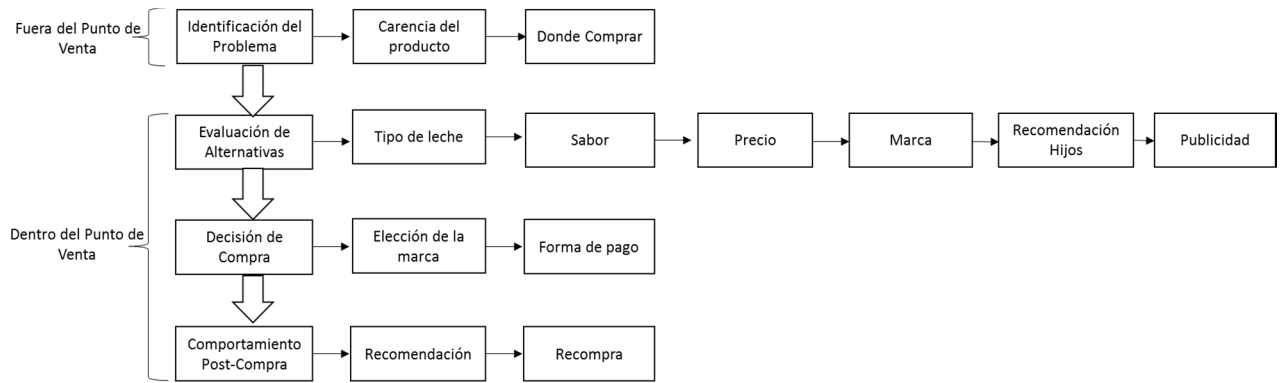 Fuera del Punto de
Venta
Identificación del
Problema
Carencia del
producto
Donde Comprar
Evaluación de
Alternativas
Tipo de leche
Sabor
Precio
Marca
Recomendación
Hijos
Publicidad
Dentro del Punto de
Venta
Decisión de
Compra
Elección de la
marca
Forma de pago
Comportamiento
Post-Compra
Recomendación
Recompra